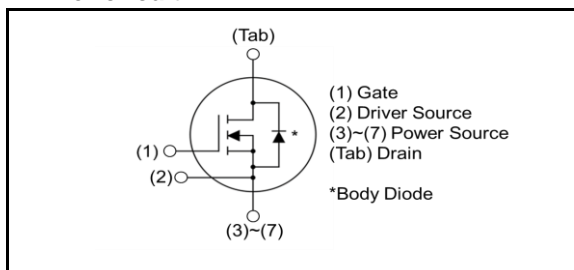 (Tab)
(1) Gate
(2) Driver Source
(3)~(7) Power Source
(Tab) Drain
*
(1)
(2)
*Body Diode
(3)~(7)